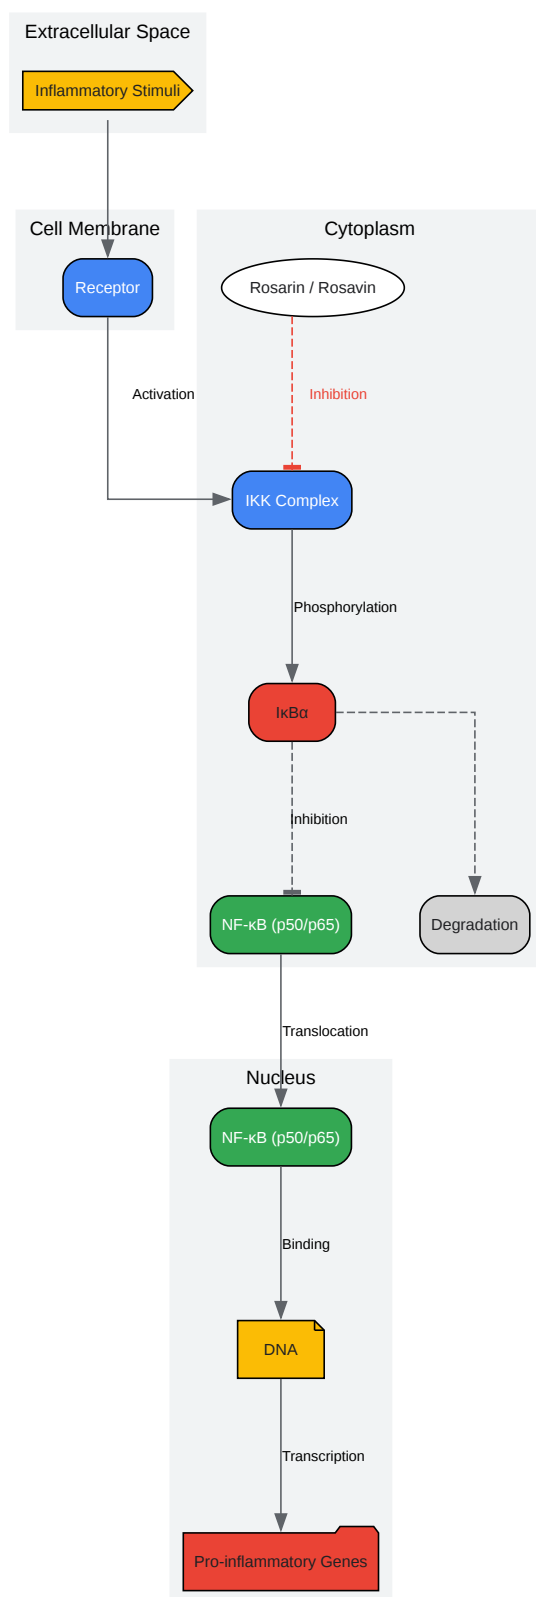 Extracellular Space
Inflammatory Stimuli
Cell Membrane
Cytoplasm
Receptor
Rosarin / Rosavin
Activation
Inhibition
IKK Complex
Phosphorylation
IκBα
Inhibition
NF-κB (p50/p65)
Degradation
Translocation
Nucleus
NF-κB (p50/p65)
Binding
DNA
Transcription
Pro-inflammatory Genes